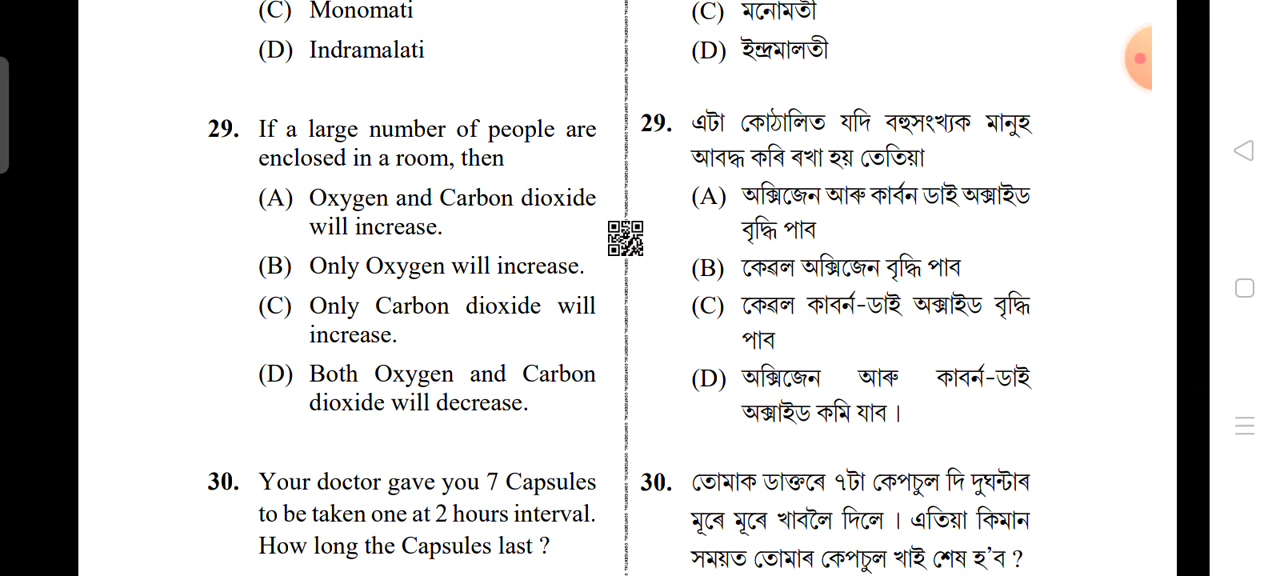 (C) Monomati
(D) Indramalati
29. If a large number of people are
enclosed in a room, then
(A) Oxygen and Carbon dioxide
will increase.
(B) Only Oxygen will increase.
(C) Only Carbon dioxide will
increase.
(D) Both Oxygen and Carbon
dioxide will decrease.
30. Your doctor gave you 7 Capsules
to be taken one at 2 hours interval.
How long the Capsules last ?
(C) মনোমতী
(D) ইন্দ্ৰমালতী
29. এটা কোঠালিত যদি বহুসংখ্যক মানুহ
আবদ্ধ কৰি ৰখা হয় তেতিয়া
(A) অক্সিজেন আৰু কাৰ্বন ডাই অক্সাইড
বৃদ্ধি পাব
(B) কেৱল অক্সিজেন বৃদ্ধি পাব
(C) কেৱল কাবৰ্ন-ডাই অক্সাইড বৃদ্ধি
পাব
(D) অক্সিজেন আৰু কাবৰ্ন-ডাই
অক্সাইড কমি যাব ।
30. তোমাক ডাক্তৰে ৭টা কেপচুল দি দুঘন্টাৰ
মূৰে মূৰে খাবলৈ দিলে । এতিয়া কিমান
সময়ত তোমাৰ কেপচুল খাই শেষ হ'ব ?